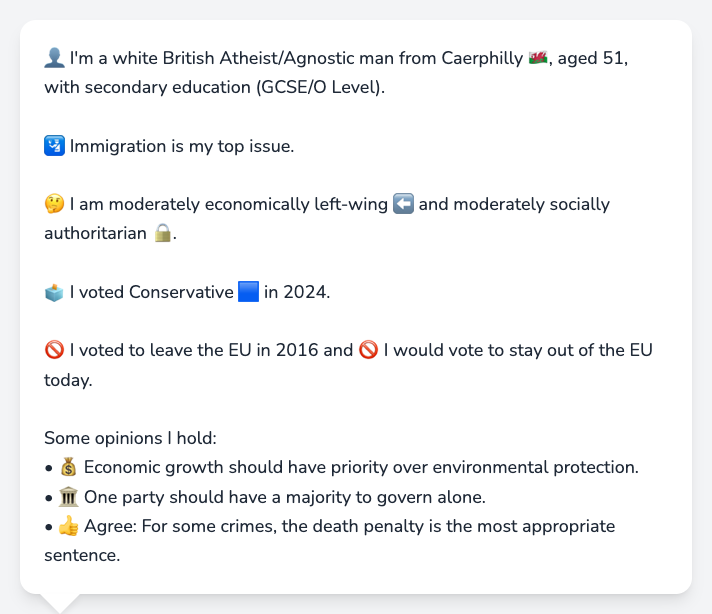 👤 I'm a white British Atheist/Agnostic man from Caerphilly 🏴󠁧󠁢󠁷󠁬󠁳󠁿, aged 51,
with secondary education (GCSE/O Level).
🛂 Immigration is my top issue.
🤔 I am moderately economically left-wing ⬅️ and moderately socially
authoritarian 🔒.
🗳️ I voted Conservative 🟦 in 2024.
🚫 I voted to leave the EU in 2016 and 🚫 I would vote to stay out of the EU
today.
Some opinions I hold:
• 💰 Economic growth should have priority over environmental protection.
• 🏛️ One party should have a majority to govern alone.
• 👍 Agree: For some crimes, the death penalty is the most appropriate
sentence.